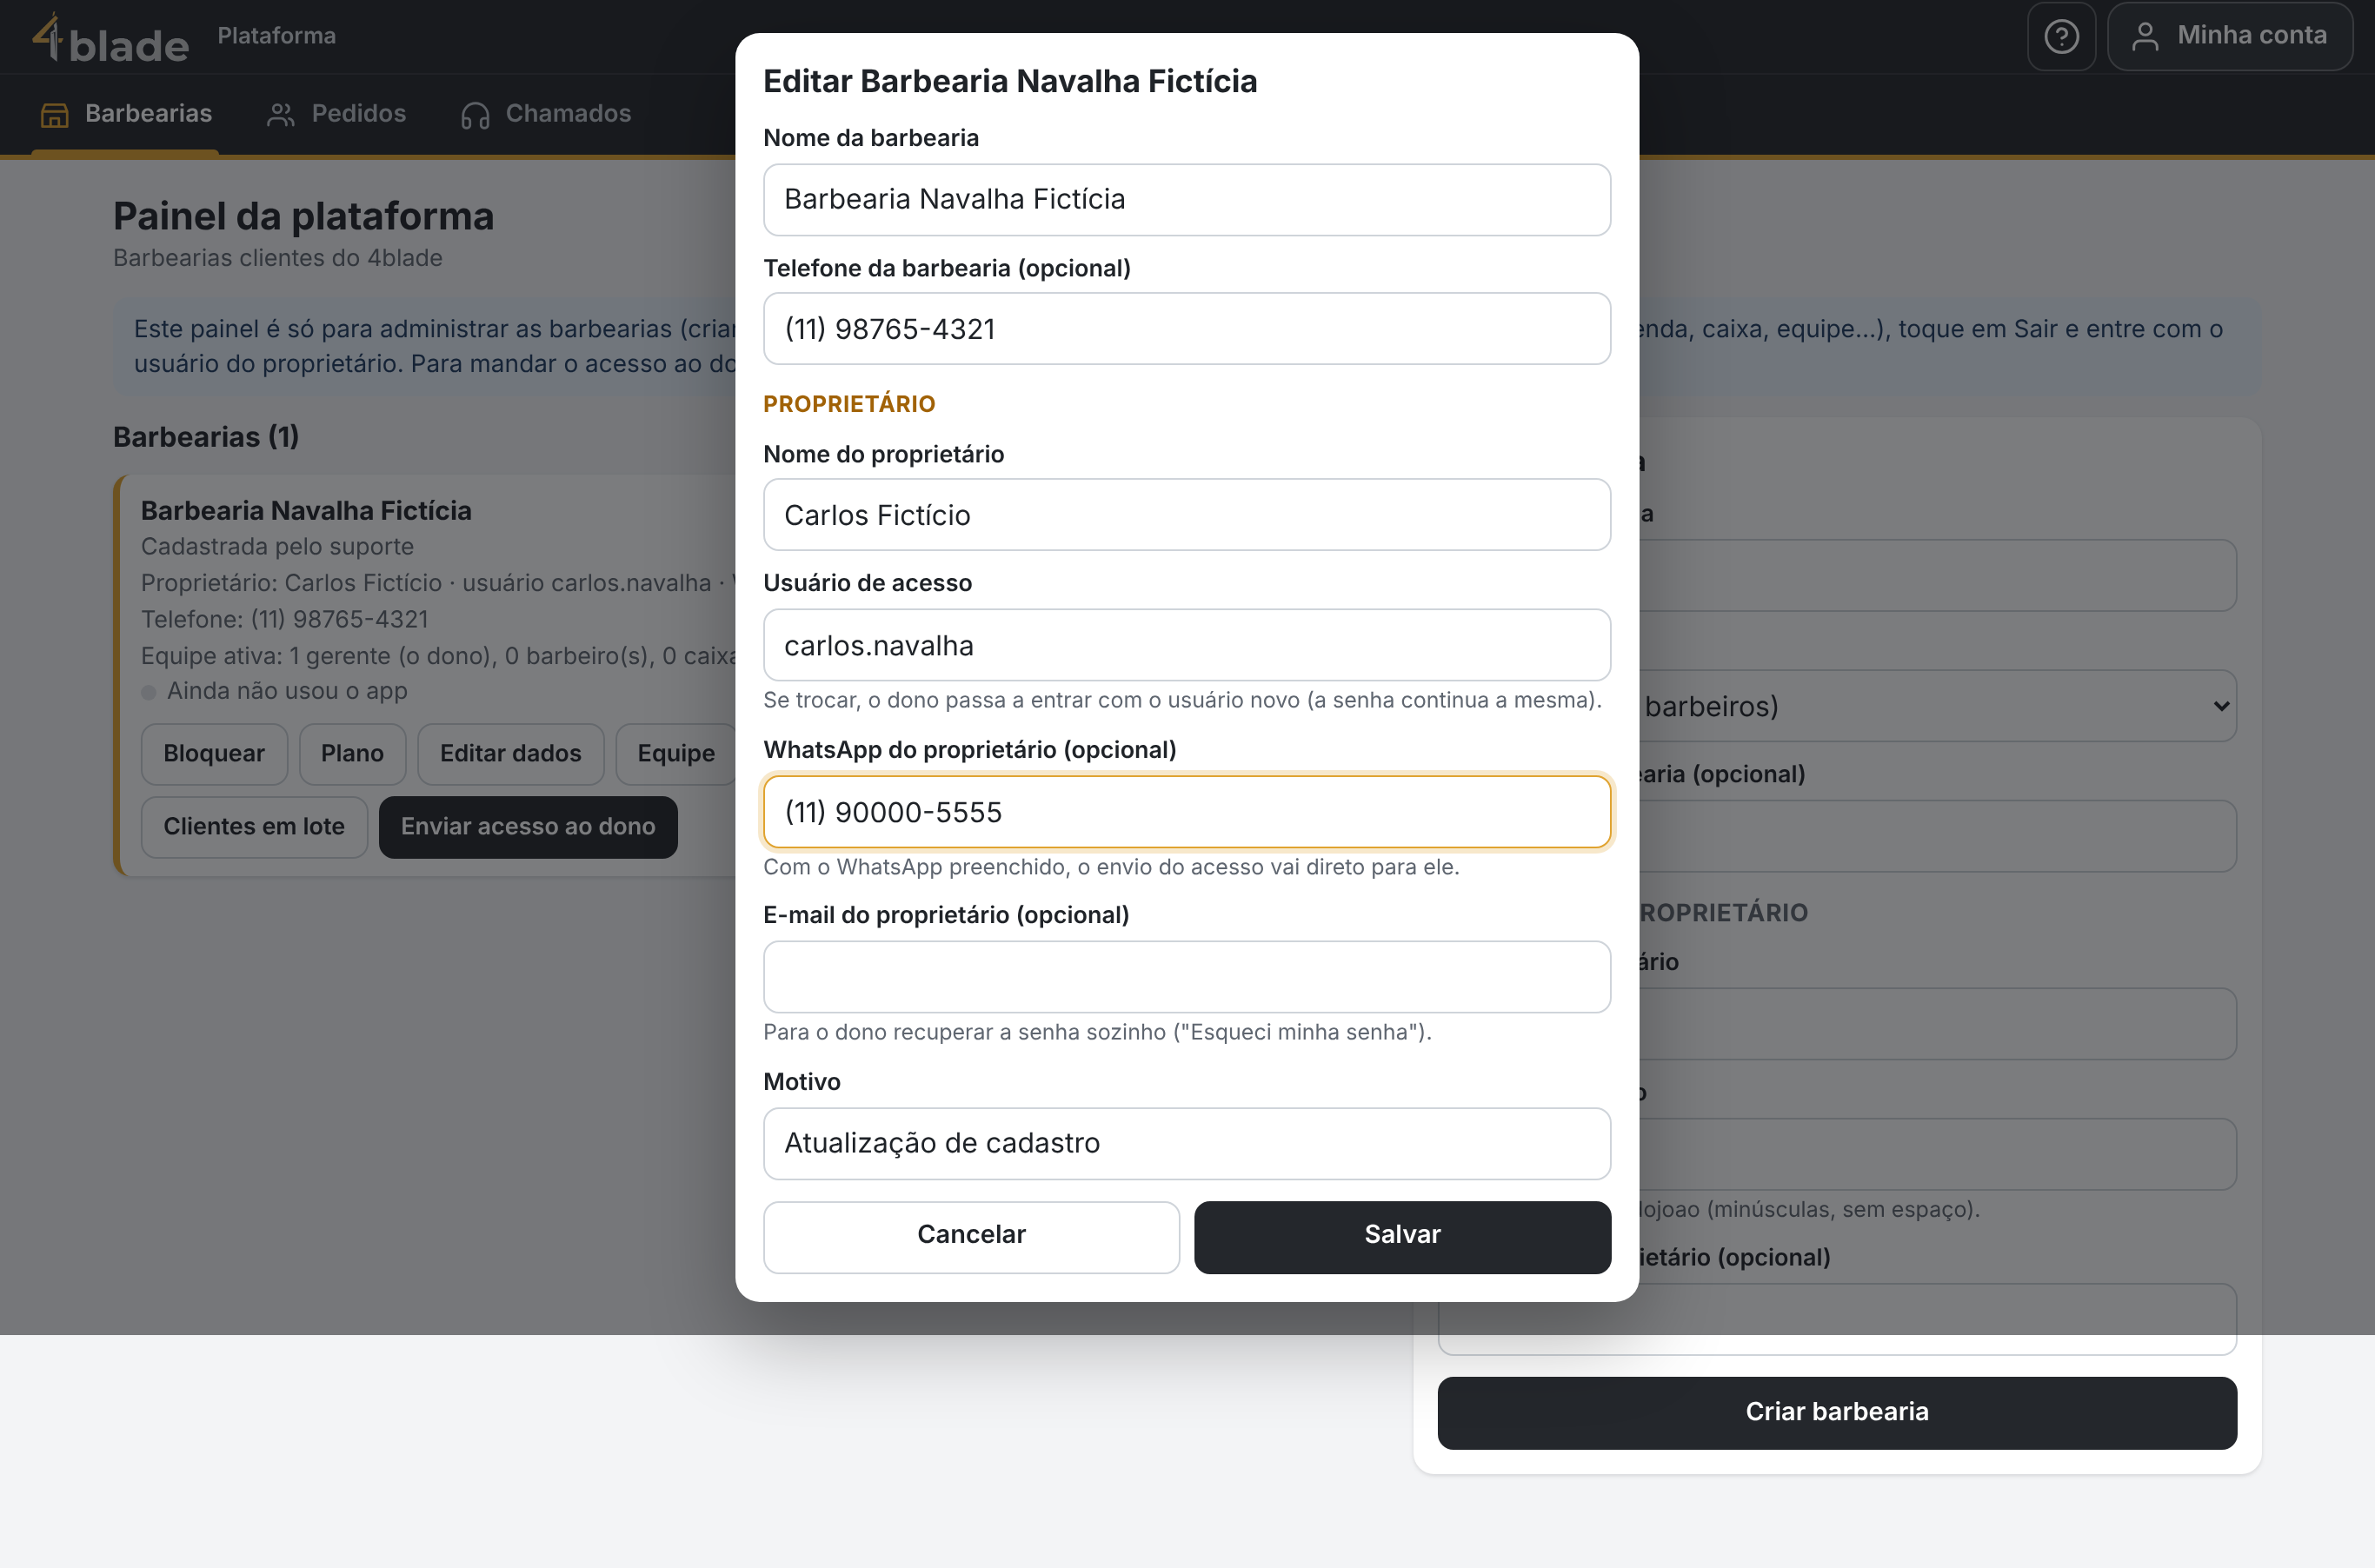 4blade
Plataforma
Minha conta
Barbearias
Pedidos
Chamados
Painel da plataforma
Barbearias clientes do 4blade
Este painel é só para administrar as barbearias
enda, caixa, equipe...), toque em Sair e entre com o
usuário do proprietário. Para mandar o acesso ao
Barbearias (1)
Barbearia Navalha Fictícia
Cadastrada pelo suporte
Proprietário: Carlos Fictício · usuário carlos.navalha ·
Telefone: (11) 98765-4321
Equipe ativa: 1 gerente (o dono), 0 barbeiro(s), 0 caixa
Ainda não usou o app
Bloquear
Plano
Editar dados
Equipe
Clientes em lote
Enviar acesso ao dono
Editar Barbearia Navalha Fictícia
Nome da barbearia
Barbearia Navalha Fictícia
Telefone da barbearia (opcional)
(11) 98765-4321
PROPRIETÁRIO
Nome do proprietário
Carlos Fictício
Usuário de acesso
carlos.navalha
Se trocar, o dono passa a entrar com o usuário novo (a senha continua a mesma).
WhatsApp do proprietário (opcional)
(11) 90000-5555
Com o WhatsApp preenchido, o envio do acesso vai direto para ele.
E-mail do proprietário (opcional)
Para o dono recuperar a senha sozinho ("Esqueci minha senha").
Motivo
Atualização de cadastro
Cancelar
Salvar
barbeiros)
earia (opcional)
ROPRIETÁRIO
ário
lojoao (minúsculas, sem espaço).
ietário (opcional)
Criar barbearia